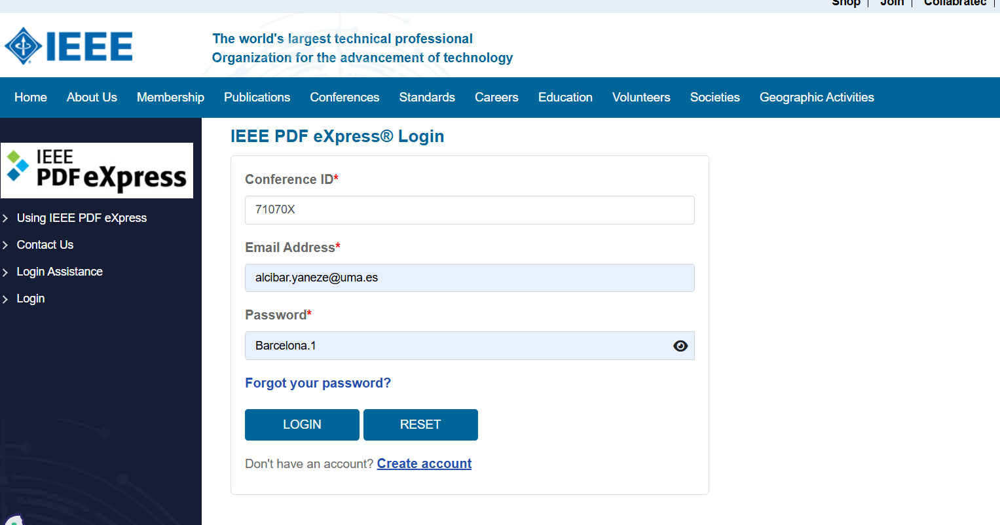 Shop | Join | Collabratec |
IEEE
The world's largest technical professional
Organization for the advancement of technology
Home About Us Membership Publications Conferences Standards Careers Education Volunteers Societies Geographic Activities
IEEE
PDF eXpress
Using IEEE PDF eXpress
Contact Us
Login Assistance
Login
IEEE PDF eXpress® Login
Conference ID*
71070X
Email Address*
alcibar.yaneze@uma.es
Password*
Barcelona.1
Forgot your password?
LOGIN RESET
Don't have an account? Create account